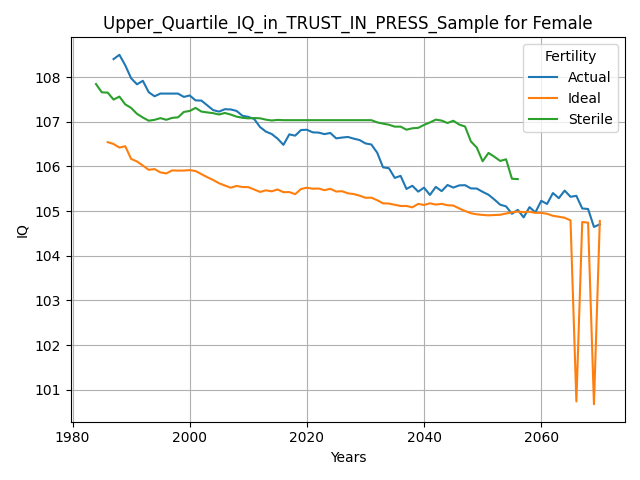 Upper_Quartile_IQ_in_TRUST_IN_PRESS_Sample for Female
IQ
108
107
106
105
104
103
102
101
1980
2000
2020
2040
2060
Years
Fertility
Actual
Ideal
Sterile